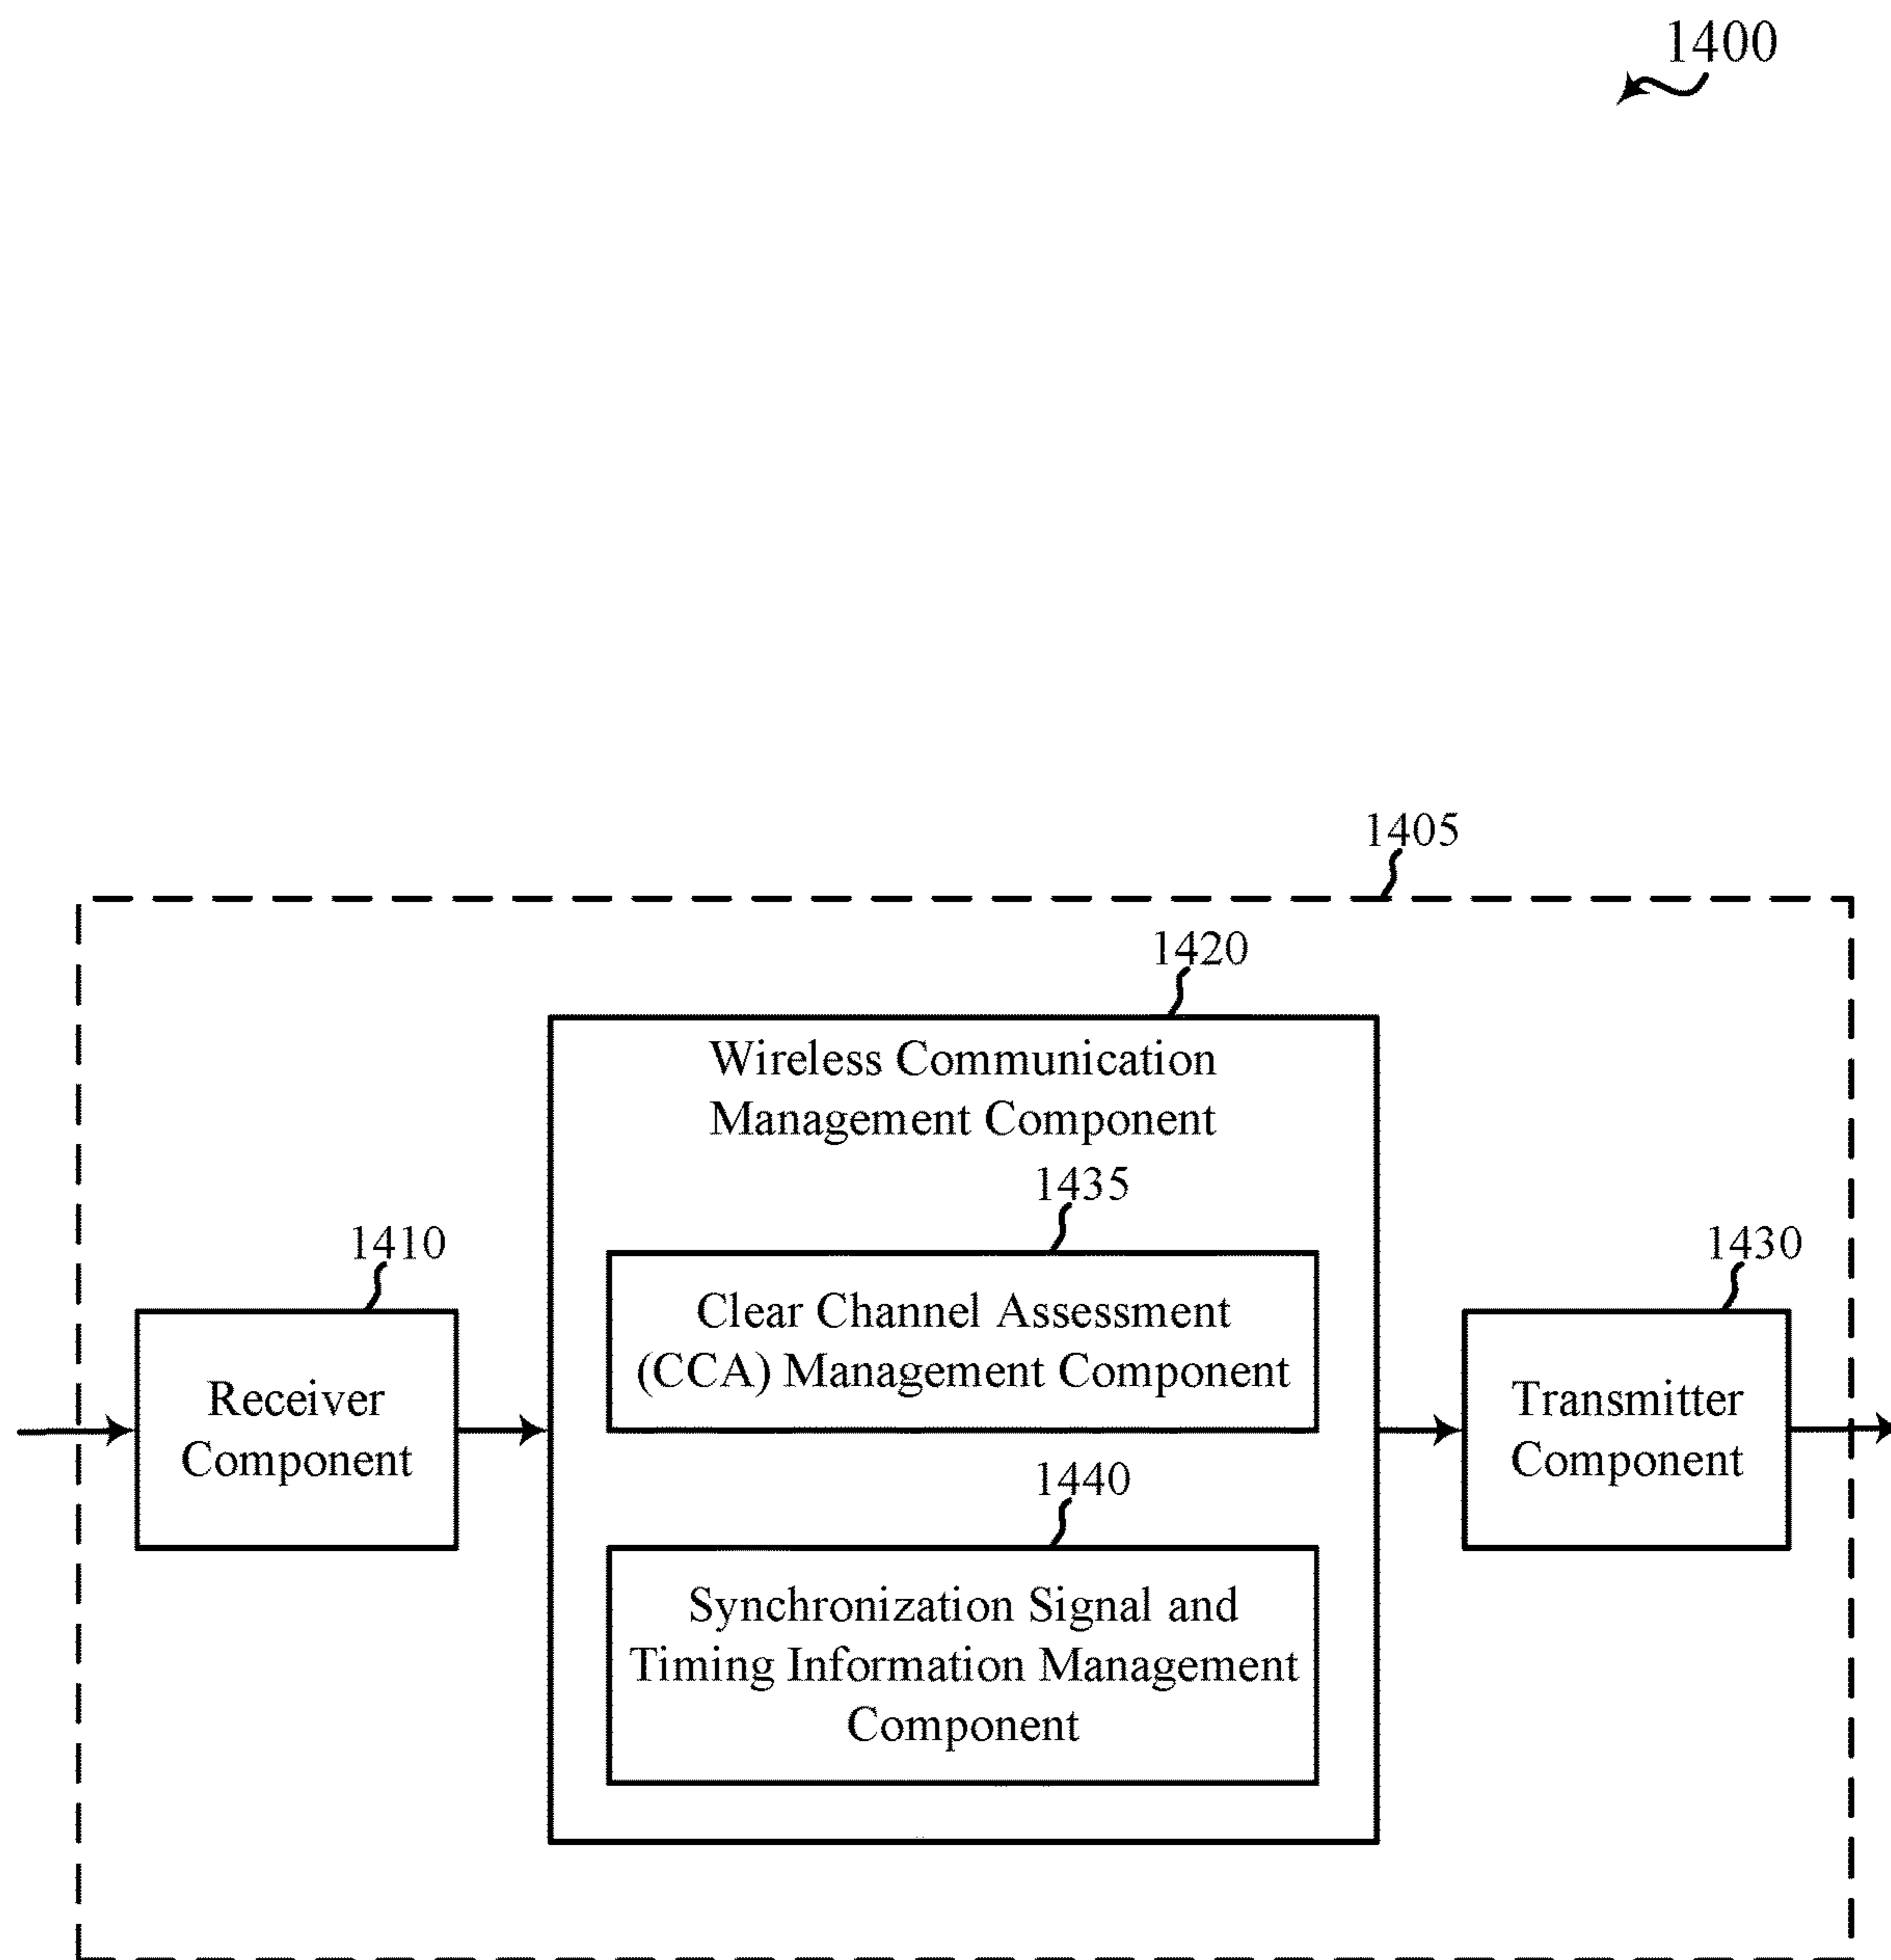 1400
1405
1420
Wireless Communication
Management Component
1435
1410
1430
Clear Channel Assessment
(CCA) Management Component
Receiver
Component
Transmitter
Component
1440
Synchronization Signal and
Timing Information Management
Component